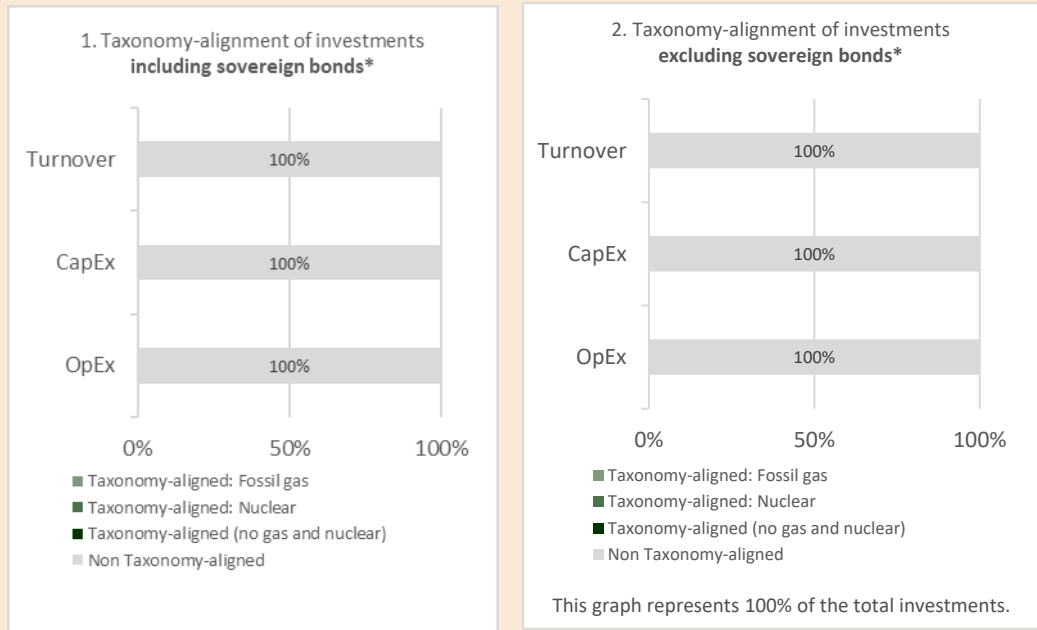 1. Taxonomy-alignment of investments
including sovereign bonds*
Turnover
100%
CapEx
100%
OpEx
100%
0%
50%
100%
Taxonomy-aligned: Fossil gas
Taxonomy-aligned: Nuclear
Taxonomy-aligned (no gas and nuclear)
Non Taxonomy-aligned
2. Taxonomy-alignment of investments
excluding sovereign bonds*
Turnover
100%
CapEx
100%
OpEx
100%
0%
50%
100%
Taxonomy-aligned: Fossil gas
Taxonomy-aligned: Nuclear
Taxonomy-aligned (no gas and nuclear)
Non Taxonomy-aligned
This graph represents 100% of the total investments.